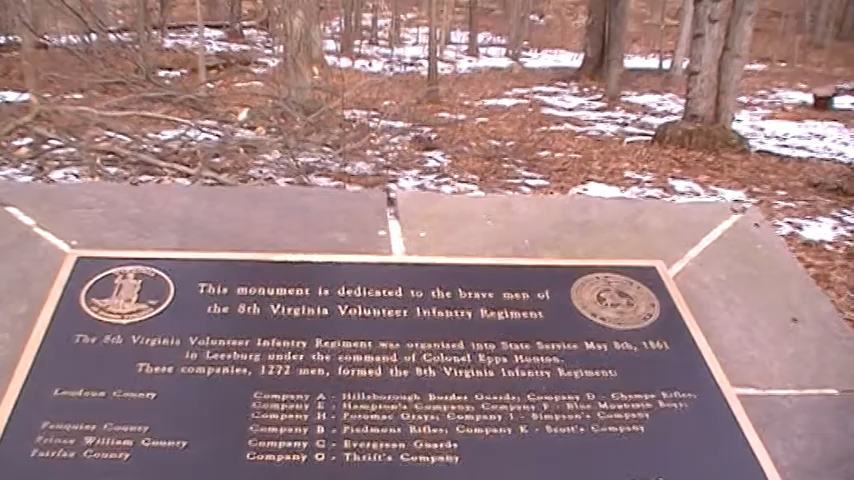 This monument is dedicated to the brave men of
the 8th Virginia Volunteer Infantry Regiment
The 8th Virginia Volunteer Infantry Regiment was organized into State Service May 8th, 1861
in Leesburg under the command of Colonel Eppa Hunton.
These companies, 1272 men, formed the 8th Virginia Infantry Regiment.
Loudoun County Company A - Hillsborough Border Guards, Company D - Champe Rifles,
Company E - Hampton's Company, Company F - Blue Mountain Boys,
Company H - Potomac Grays, Company I - Simpson's Company
Fauquier County Company B - Piedmont Rifles, Company K - Scott's Company
Prince William County Company C - Evergreen Guards
Fairfax County Company G - Thrift's Company